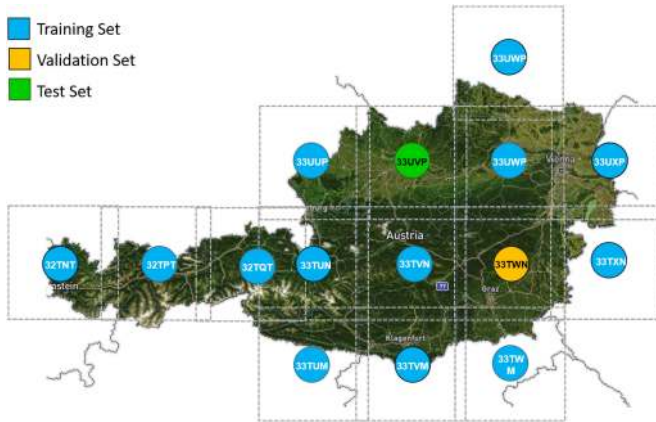 Training Set
Validation Set
Test Set
33UWP
33UUP
33UVP
33UWP
Vienna
33UXP
Austria
32TNT
32TPT
32TQT
33TUN
33TVN
33TWN
33TXN
Graz
Klagenfurt
33TUM
33TVM
33TW
M